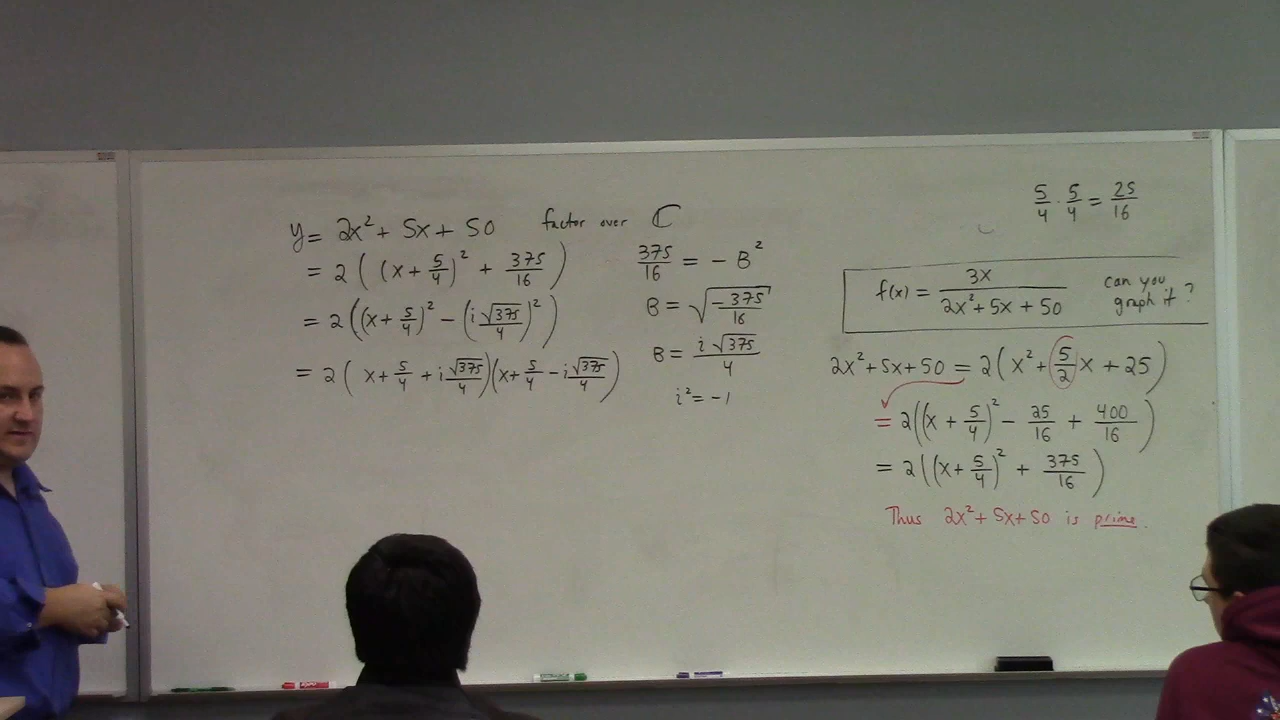 y = 2x² + 5x + 50 factor over ℂ
= 2((x + 5/4)² + 375/16)
= 2((x + 5/4)² − (i√375/4)²)
= 2(x + 5/4 + i√375/4)(x + 5/4 − i√375/4)
375/16 = − B²
B = √(−375/16)
B = i√375/4
i² = −1
5/4 · 5/4 = 25/16
f(x) = 3x/(2x² + 5x + 50) can you
graph it?
2x² + 5x + 50 = 2(x² + 5/2 x + 25)
= 2((x + 5/4)² − 25/16 + 400/16)
= 2((x + 5/4)² + 375/16)
Thus 2x² + 5x + 50 is prime.